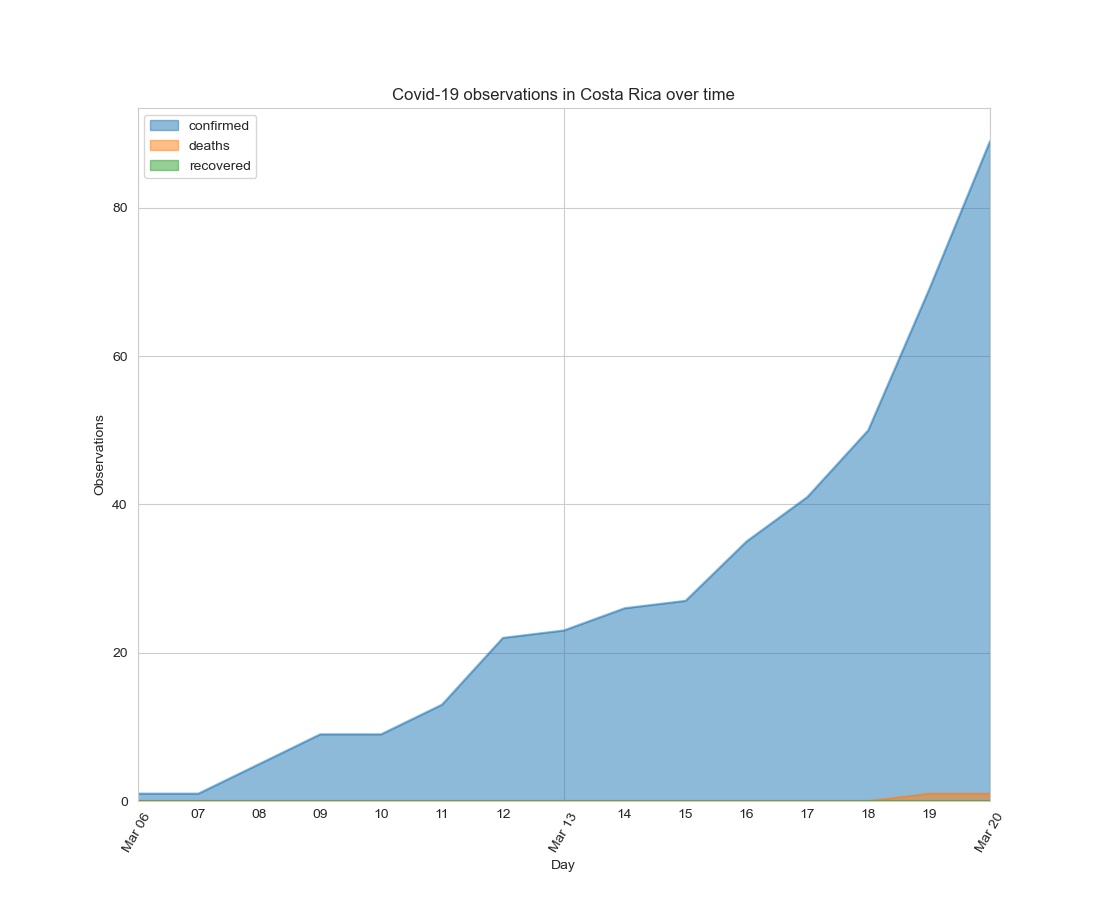 Covid-19 observations in Costa Rica over time
confirmed
deaths
recovered
80
60
40
20
0
Observations
Mar 06
07
08
09
10
11
12
Mar 13
14
15
16
17
18
19
Mar 20
Day